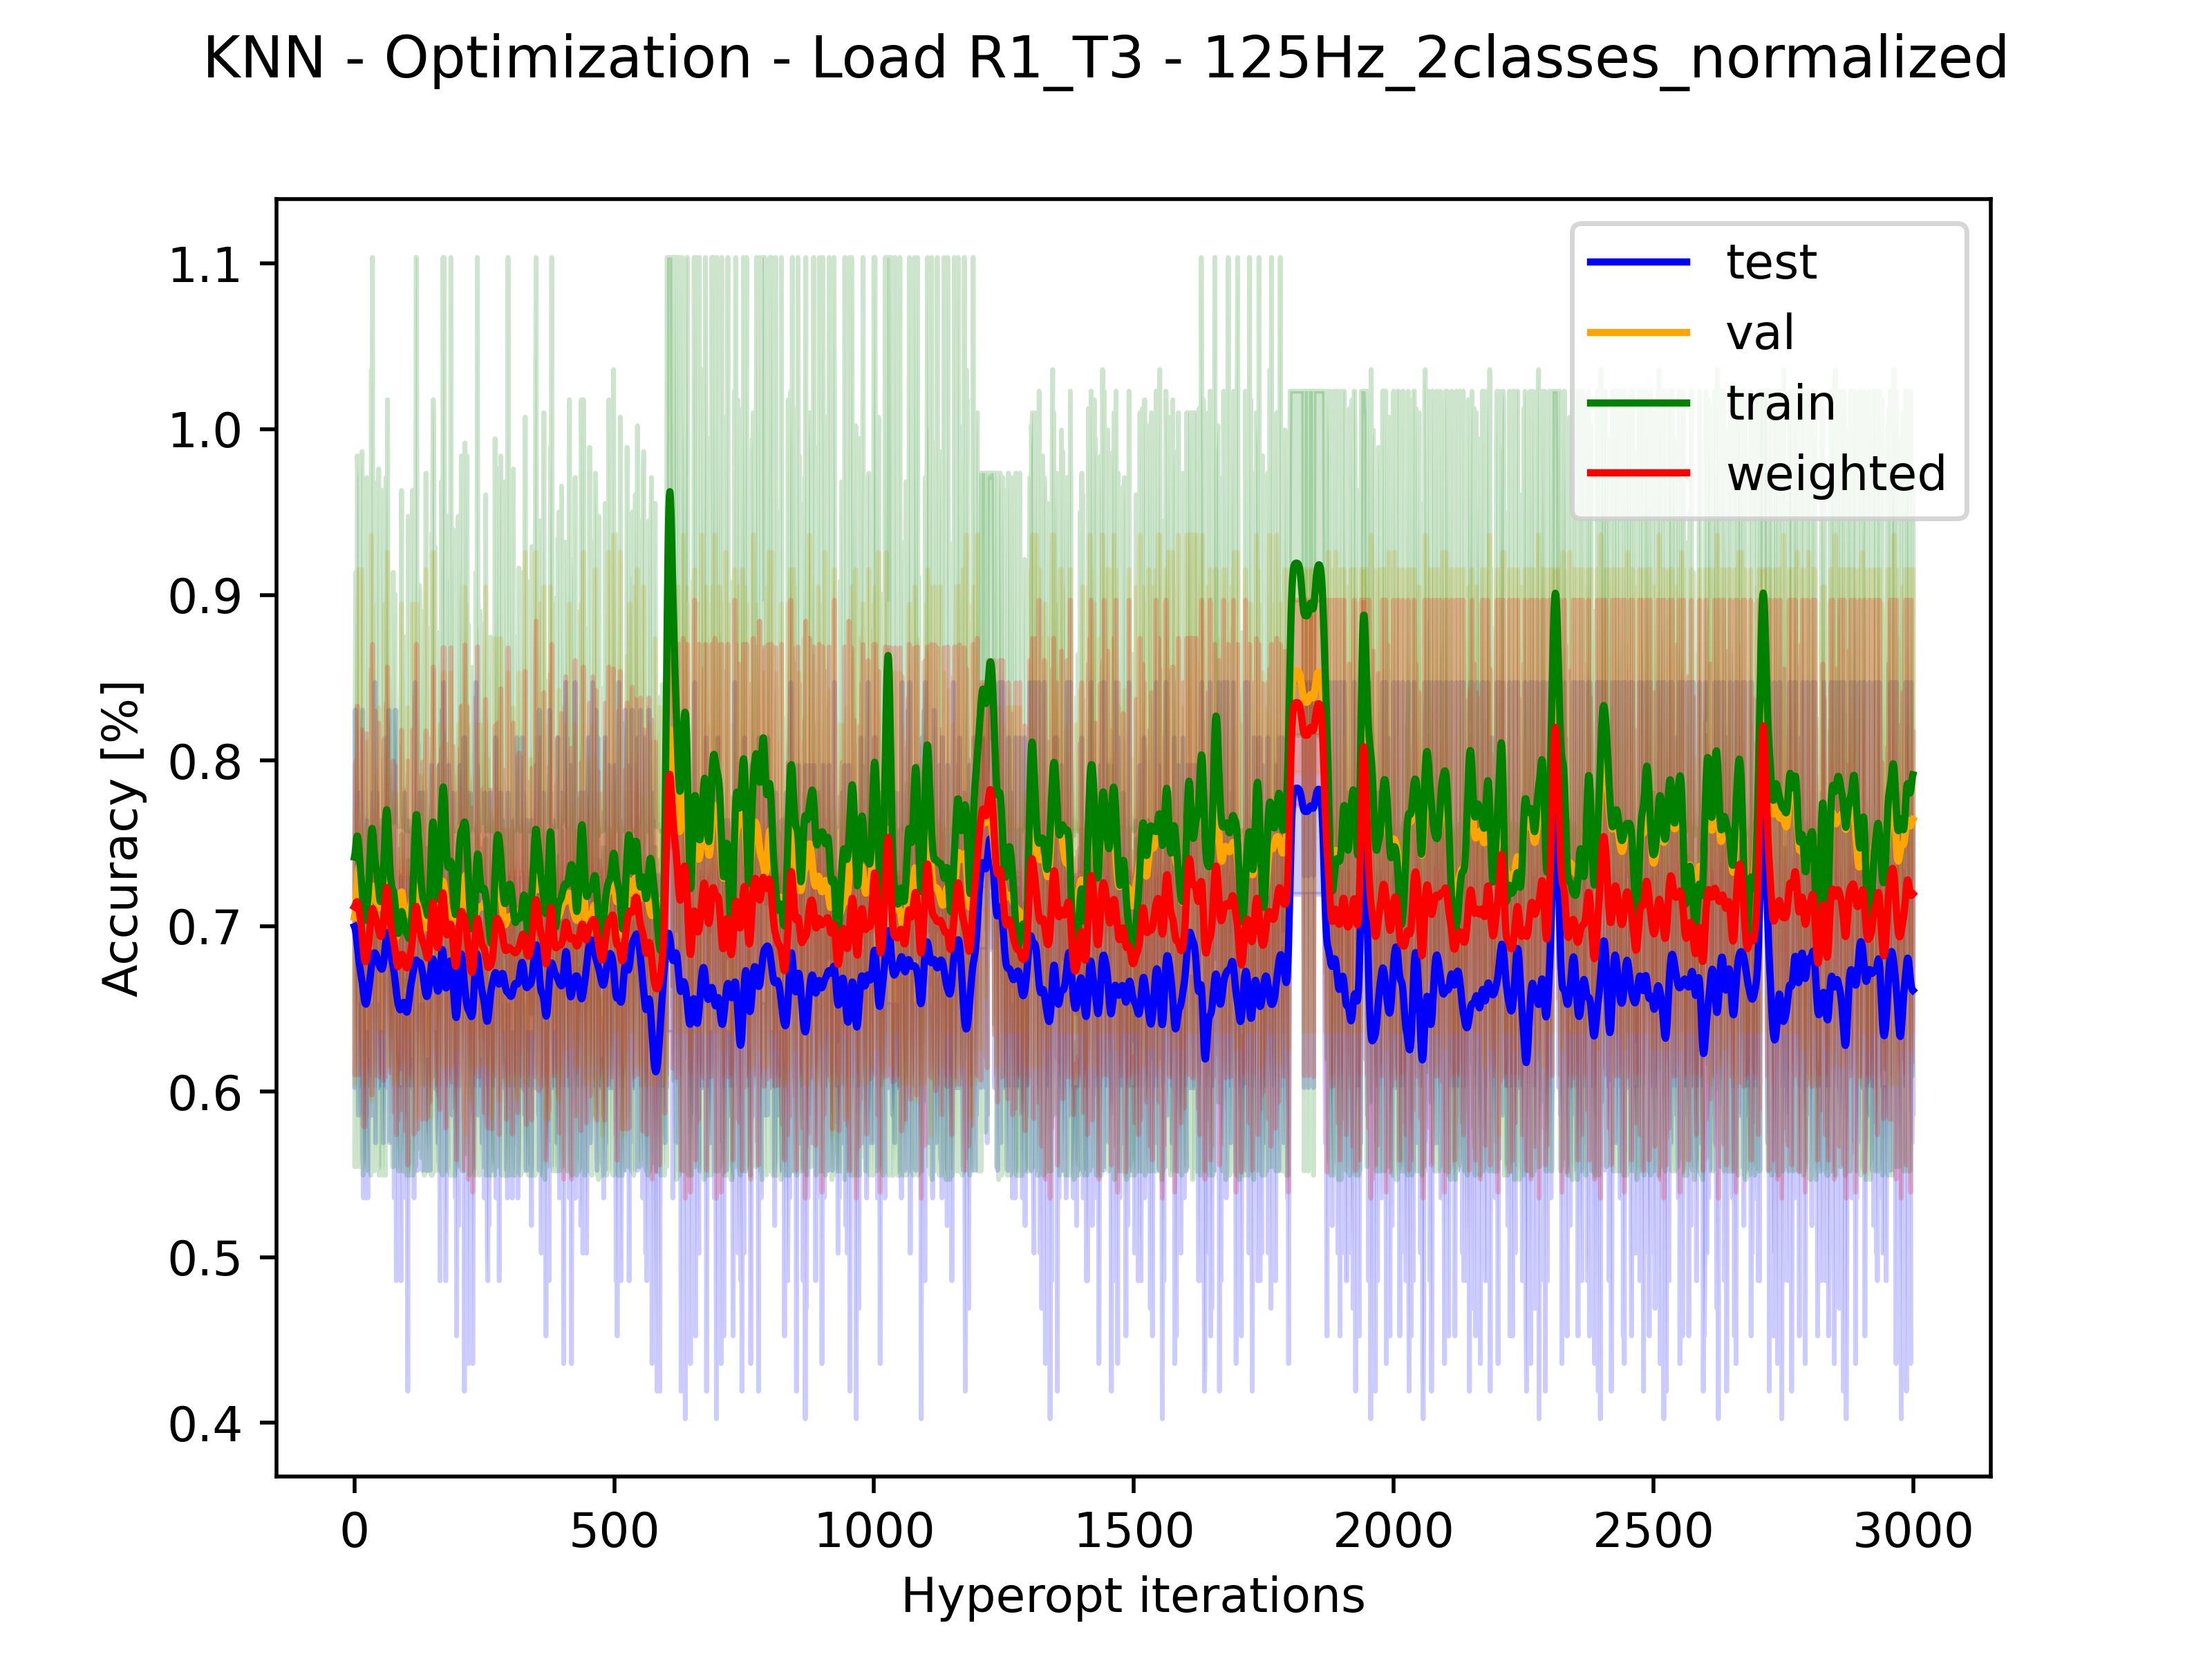 KNN - Optimization - Load R1_T3 - 125Hz_2classes_normalized
test
val
train
weighted
1.1
1.0
0.9
0.8
0.7
0.6
0.5
0.4
Accuracy [%]
0 500 1000 1500 2000 2500 3000
Hyperopt iterations